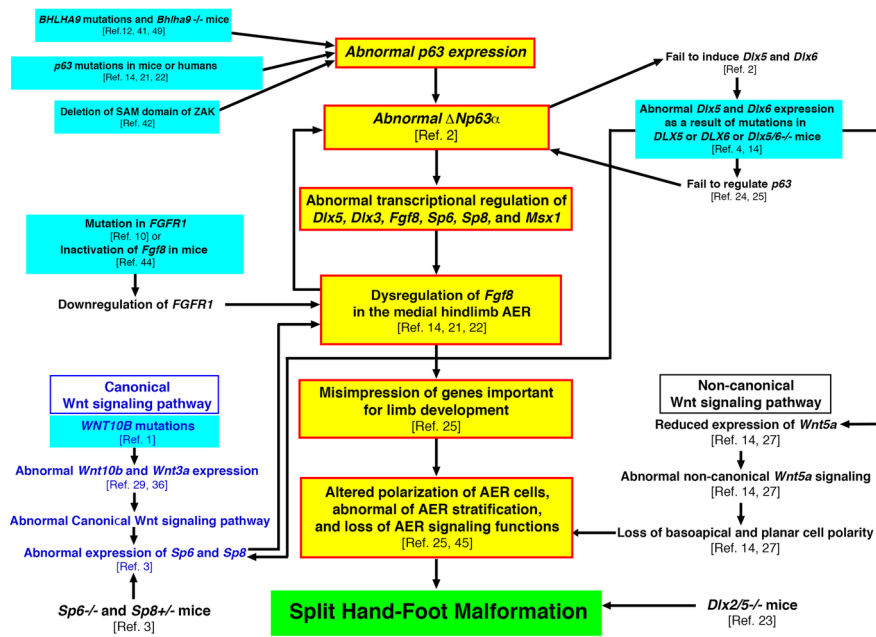 BHLHA9 mutations and Bhlha9 -/- mice
[Ref.12, 41, 49]
p63 mutations in mice or humans
[Ref. 14, 21, 22]
Deletion of SAM domain of ZAK
[Ref. 42]
Abnormal p63 expression
Abnormal ΔNp63α
[Ref. 2]
Fail to induce Dlx5 and Dlx6
[Ref. 2]
Abnormal Dlx5 and Dlx6 expression
as a result of mutations in
DLX5 or DLX6 or Dlx5/6-/- mice
[Ref. 4, 14]
Fail to regulate p63
[Ref. 24, 25]
Abnormal transcriptional regulation of
Dlx5, Dlx3, Fgf8, Sp6, Sp8, and Msx1
Mutation in FGFR1
[Ref. 10] or
Inactivation of Fgf8 in mice
[Ref. 44]
Downregulation of FGFR1
Dysregulation of Fgf8
in the medial hindlimb AER
[Ref. 14, 21, 22]
Misimpression of genes important
for limb development
[Ref. 25]
Canonical
Wnt signaling pathway
WNT10B mutations
[Ref. 1]
Abnormal Wnt10b and Wnt3a expression
[Ref. 29, 36]
Abnormal Canonical Wnt signaling pathway
Abnormal expression of Sp6 and Sp8
[Ref. 3]
Sp6-/- and Sp8+/- mice
[Ref. 3]
Altered polarization of AER cells,
abnormal of AER stratification,
and loss of AER signaling functions
[Ref. 25, 45]
Non-canonical
Wnt signaling pathway
Reduced expression of Wnt5a
[Ref. 14, 27]
Abnormal non-canonical Wnt5a signaling
[Ref. 14, 27]
Loss of basoapical and planar cell polarity
[Ref. 14, 27]
Split Hand-Foot Malformation
Dlx2/5-/- mice
[Ref. 23]